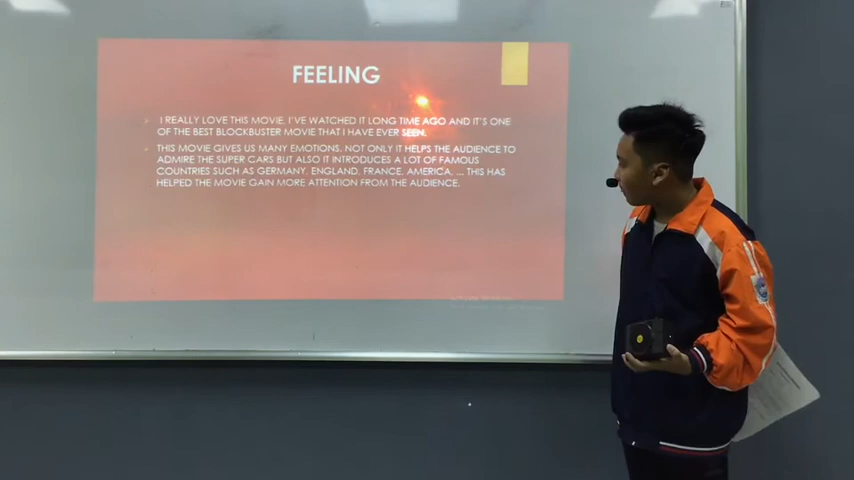 FEELING
I REALLY LOVE THIS MOVIE. I'VE WATCHED IT LONG TIME AGO AND IT'S ONE
OF THE BEST BLOCKBUSTER MOVIE THAT I HAVE EVER SEEN.
THIS MOVIE GIVES US MANY EMOTIONS. NOT ONLY IT HELPS THE AUDIENCE TO
ADMIRE THE SUPER CARS BUT ALSO IT INTRODUCES A LOT OF FAMOUS
COUNTRIES SUCH AS GERMANY, ENGLAND, FRANCE, AMERICA, ... THIS HAS
HELPED THE MOVIE GAIN MORE ATTENTION FROM THE AUDIENCE.